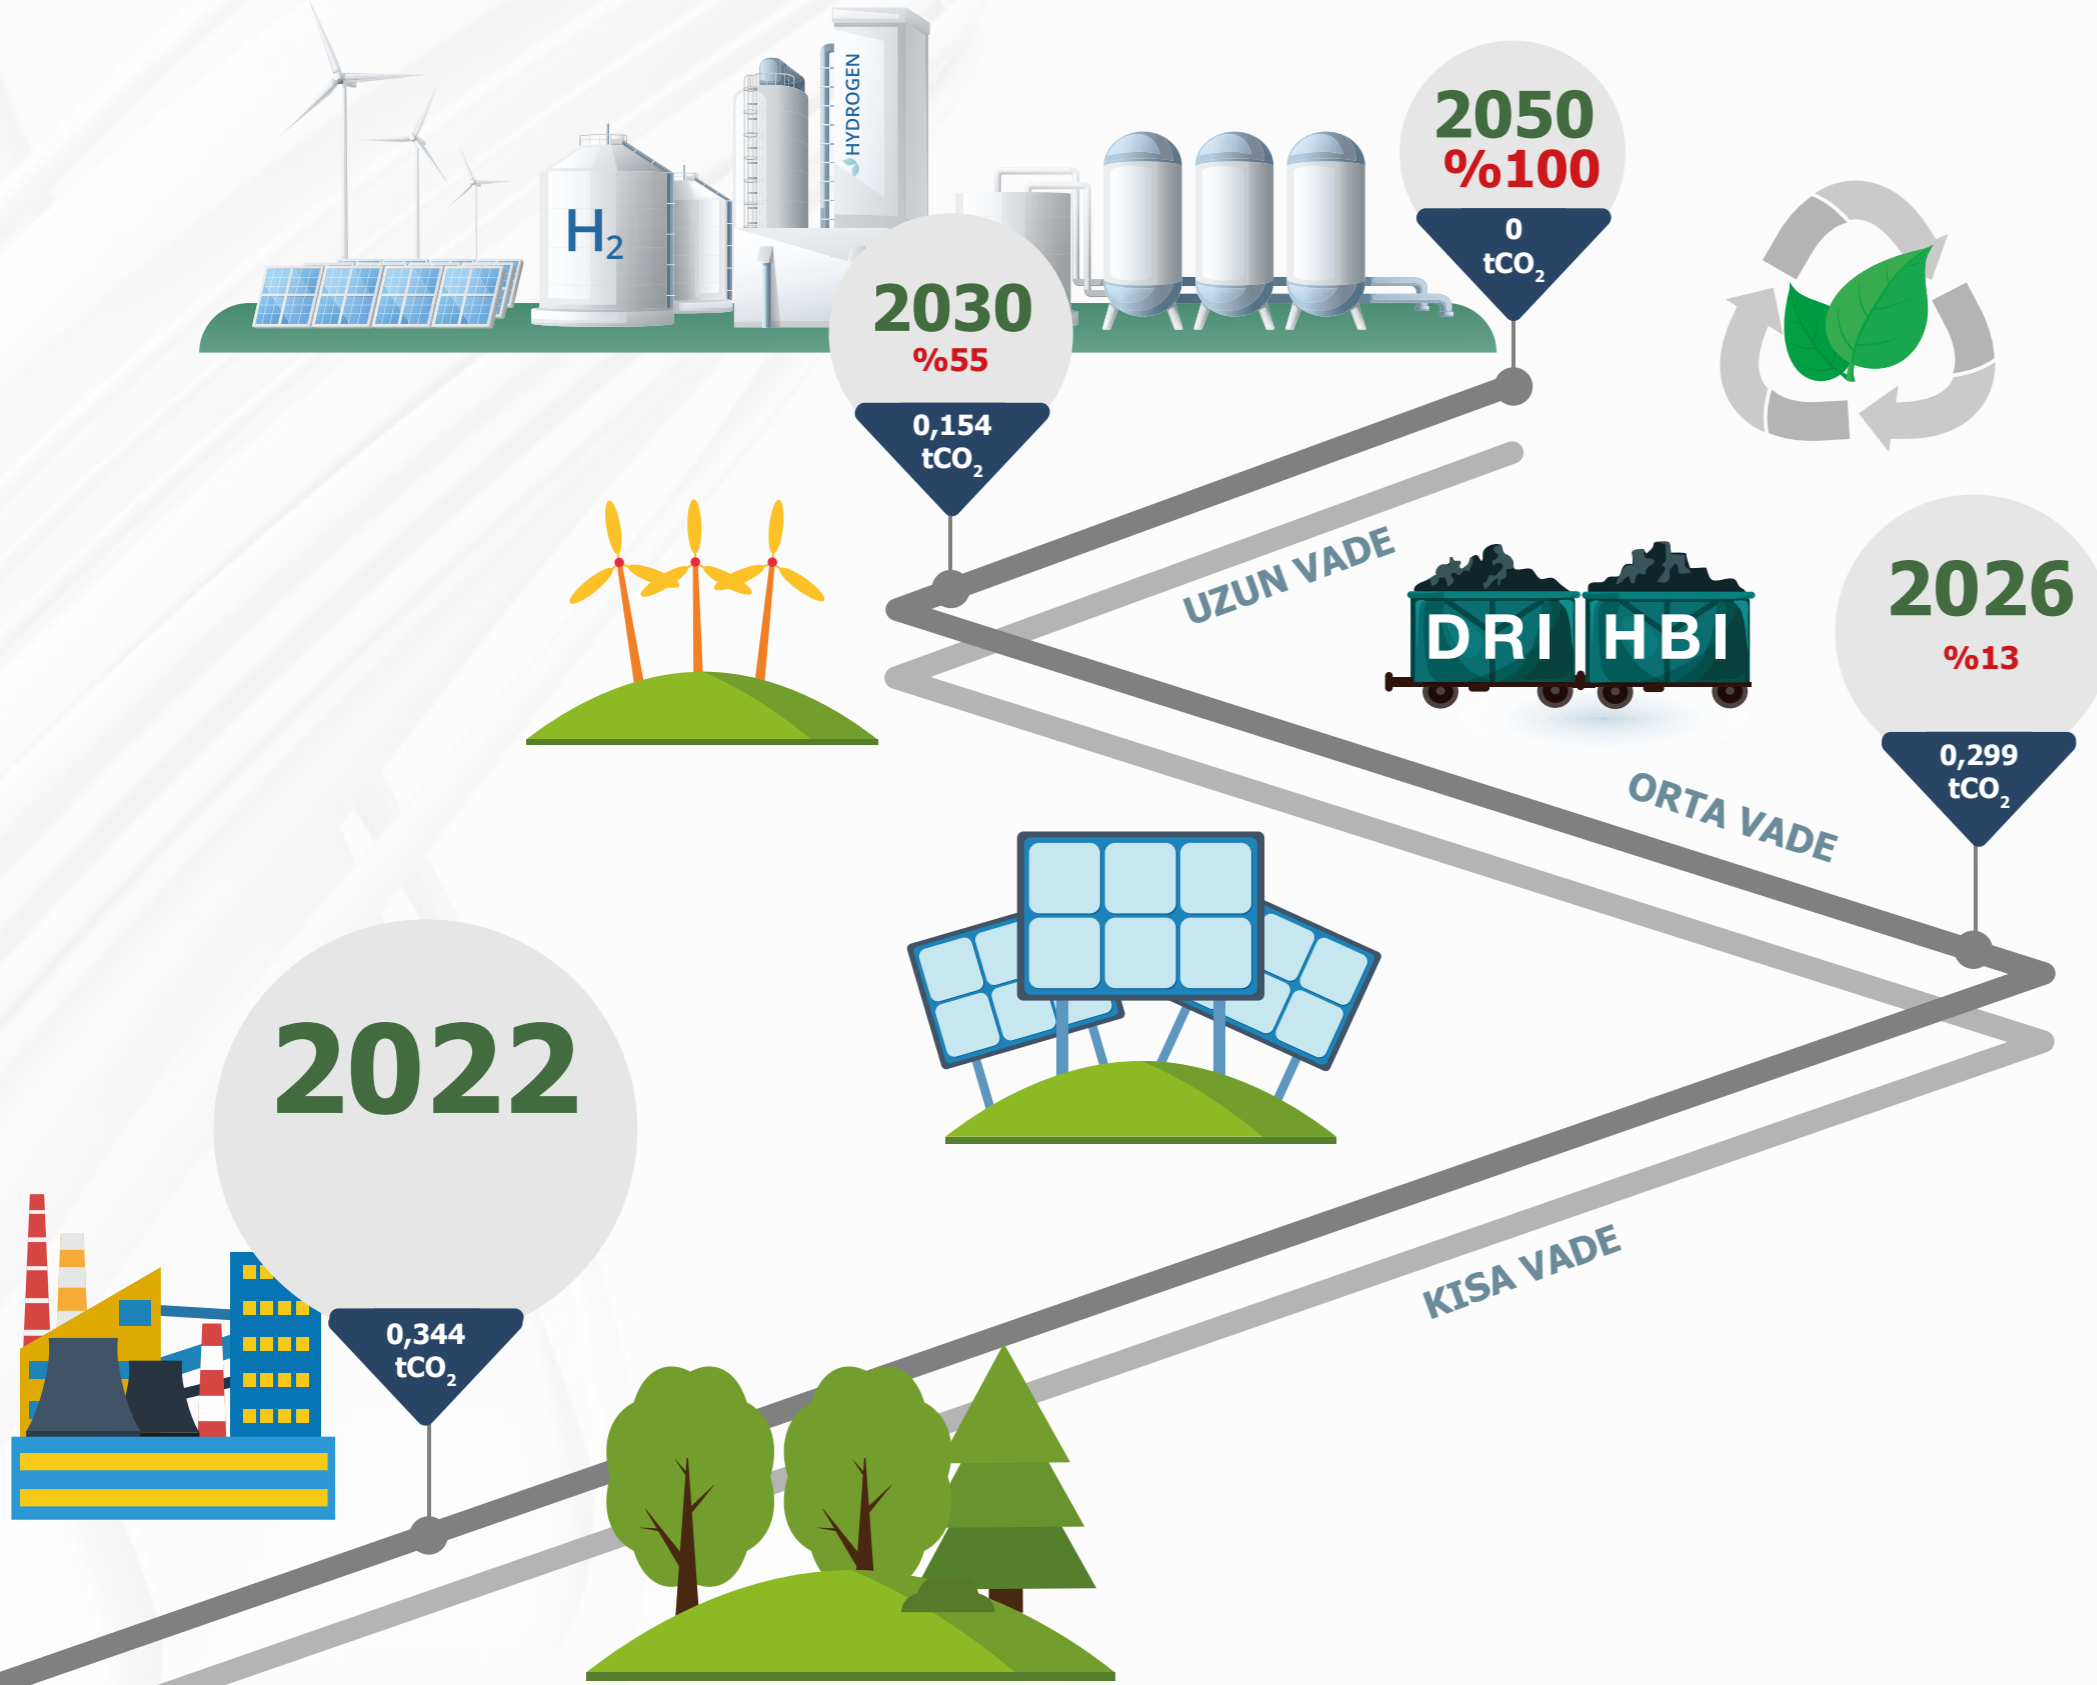 HYDROGEN
H2
2050
%100
0
tCO2
2030
%55
0,154
tCO2
UZUN VADE
DRI HBI
2026
%13
0,299
tCO2
ORTA VADE
2022
0,344
tCO2
KISA VADE